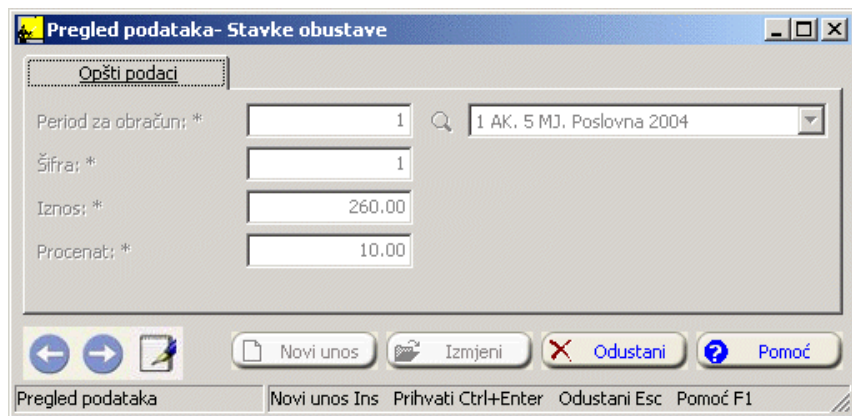 Pregled podataka- Stavke obustave
Opšti podaci
Period za obračun: * 1 1 AK. 5 MJ. Poslovna 2004
Šifra: * 1
Iznos: * 260.00
Procenat: * 10.00
Novi unos Izmjeni Odustani Pomoć
Pregled podataka Novi unos Ins Prihvati Ctrl+Enter Odustani Esc Pomoć F1